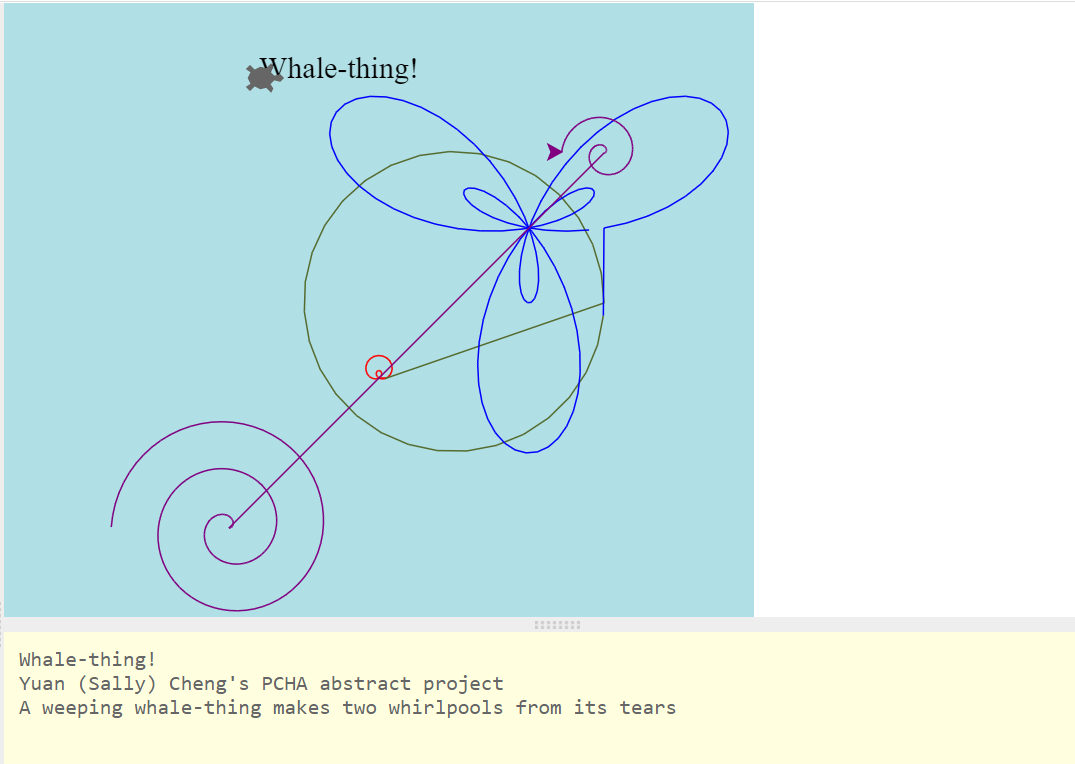 Whale-thing!
Whale-thing!
Yuan (Sally) Cheng's PCHA abstract project
A weeping whale-thing makes two whirlpools from its tears